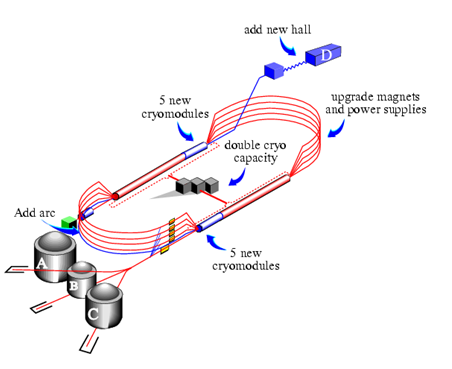 add new hall
D
5 new
cryomodules
upgrade magnets
and power supplies
double cryo
capacity
Add arc
A
B
C
5 new
cryomodules